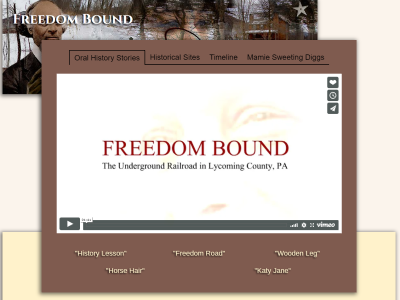 Freedom Bound
Oral History Stories Historical Sites Timeline Mamie Sweeting Diggs
FREEDOM BOUND
The Underground Railroad in Lycoming County, PA
vimeo
"History Lesson" "Freedom Road" "Wooden Leg"
"Horse Hair" "Katy Jane"